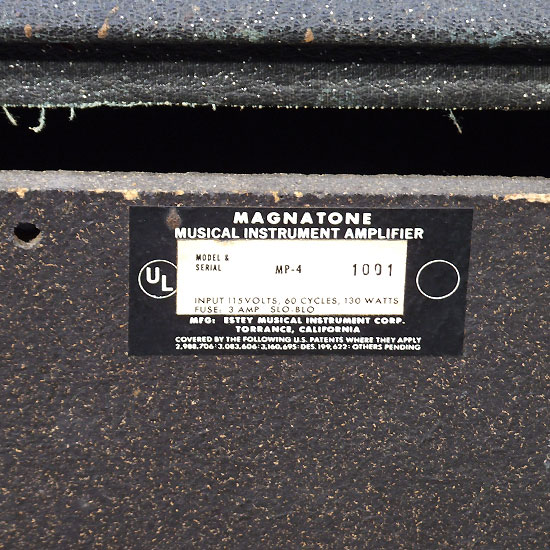 MAGNATONE
MUSICAL INSTRUMENT AMPLIFIER
MODEL &
SERIAL MP-4 1001
UL
INPUT 115 VOLTS, 60 CYCLES, 130 WATTS
FUSE: 3 AMP SLO-BLO
MFG: ESTEY MUSICAL INSTRUMENT CORP.
TORRANCE, CALIFORNIA
COVERED BY THE FOLLOWING U.S. PATENTS WHERE THEY APPLY
2,988,706: 3,083,606: 3,160,695: DES. 199,622: OTHERS PENDING